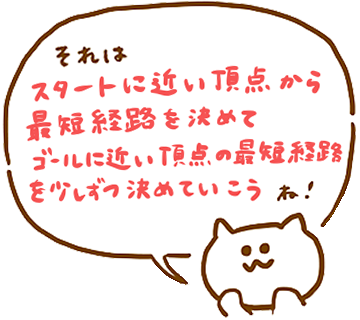 それは
スタートに近い頂点から
最短経路を決めて
ゴールに近い頂点の最短経路
を少しずつ決めていこう ね!